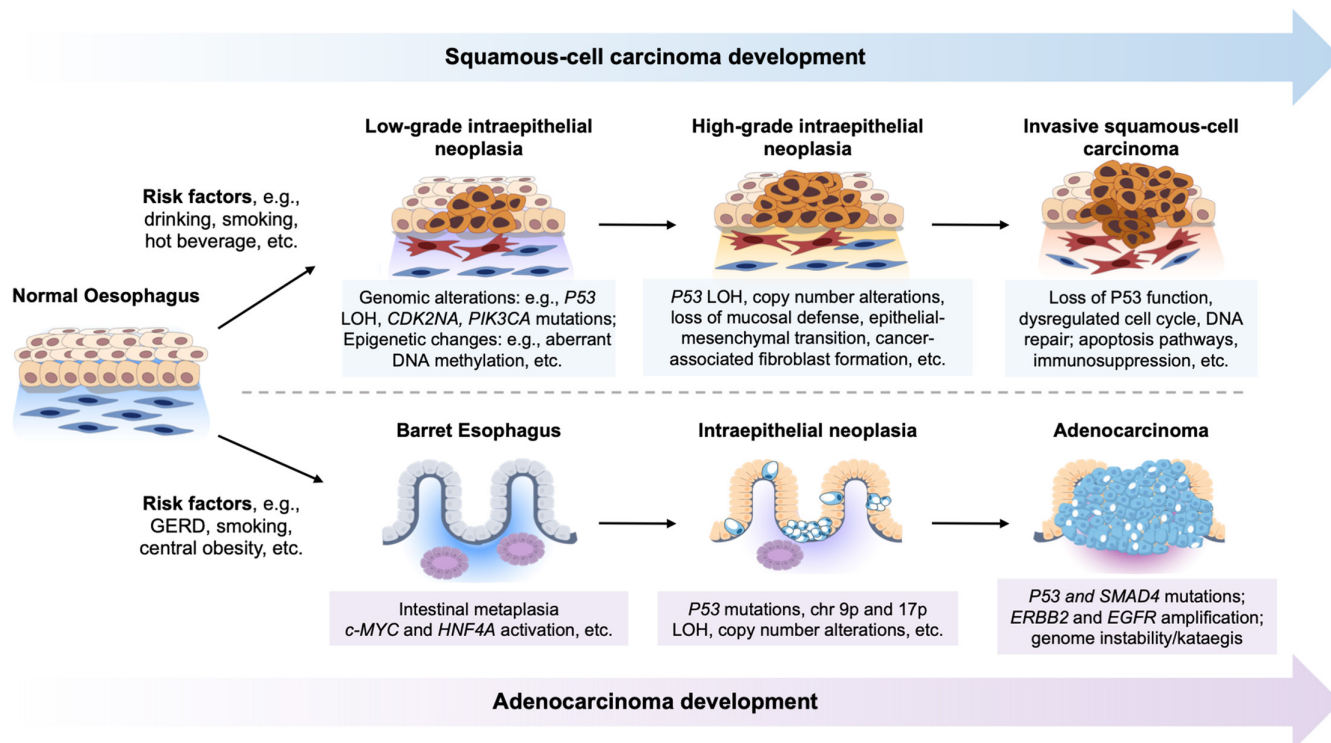 Squamous-cell carcinoma development
Low-grade intraepithelial
neoplasia
High-grade intraepithelial
neoplasia
Invasive squamous-cell
carcinoma
Risk factors, e.g.,
drinking, smoking,
hot beverage, etc.
Normal Oesophagus
Genomic alterations: e.g., P53
LOH, CDK2NA, PIK3CA mutations;
Epigenetic changes: e.g., aberrant
DNA methylation, etc.
P53 LOH, copy number alterations,
loss of mucosal defense, epithelial-
mesenchymal transition, cancer-
associated fibroblast formation, etc.
Loss of P53 function,
dysregulated cell cycle, DNA
repair; apoptosis pathways,
immunosuppression, etc.
Barret Esophagus
Intraepithelial neoplasia
Adenocarcinoma
Risk factors, e.g.,
GERD, smoking,
central obesity, etc.
Intestinal metaplasia
c-MYC and HNF4A activation, etc.
P53 mutations, chr 9p and 17p
LOH, copy number alterations, etc.
P53 and SMAD4 mutations;
ERBB2 and EGFR amplification;
genome instability/kataegis
Adenocarcinoma development